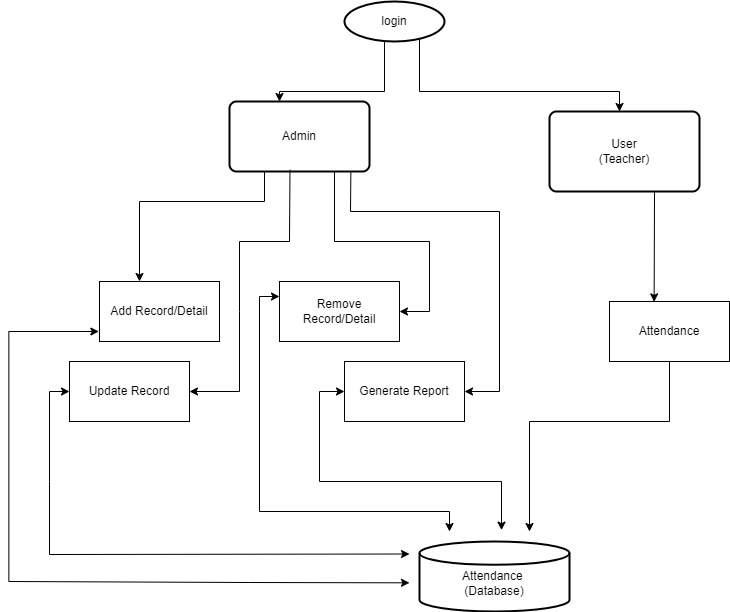 login
Admin
User
(Teacher)
Add Record/Detail
Remove
Record/Detail
Attendance
Update Record
Generate Report
Attendance
(Database)